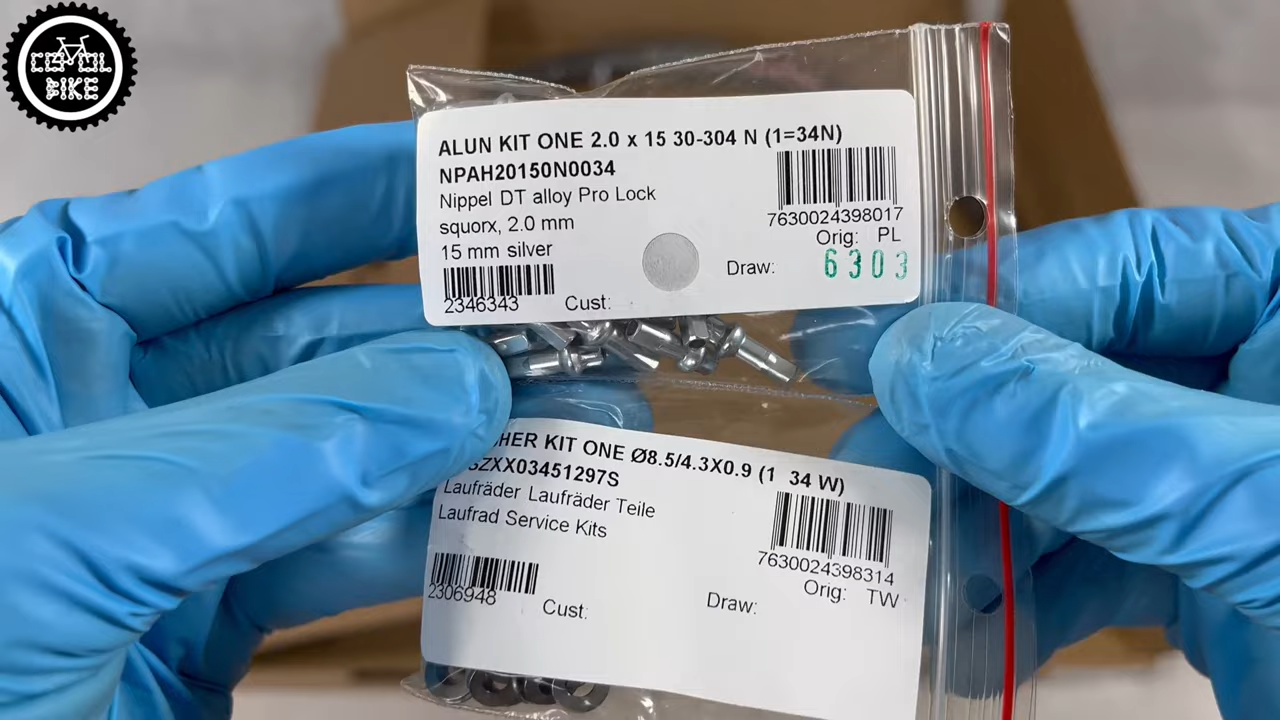 BIKE
ALUN KIT ONE 2.0 x 15 30-304 N (1=34N)
NPAH20150N0034
Nippel DT alloy Pro Lock
squorx, 2.0 mm
15 mm silver
7630024398017
Orig: PL
Draw: 6303
2346343
Cust:
KIT ONE Ø8.5/4.3X0.9 (1 34 W)
Laufräder Laufräder Teile
Laufrad Service Kits
7630024398314
Orig: TW
2306948
Cust:
Draw: